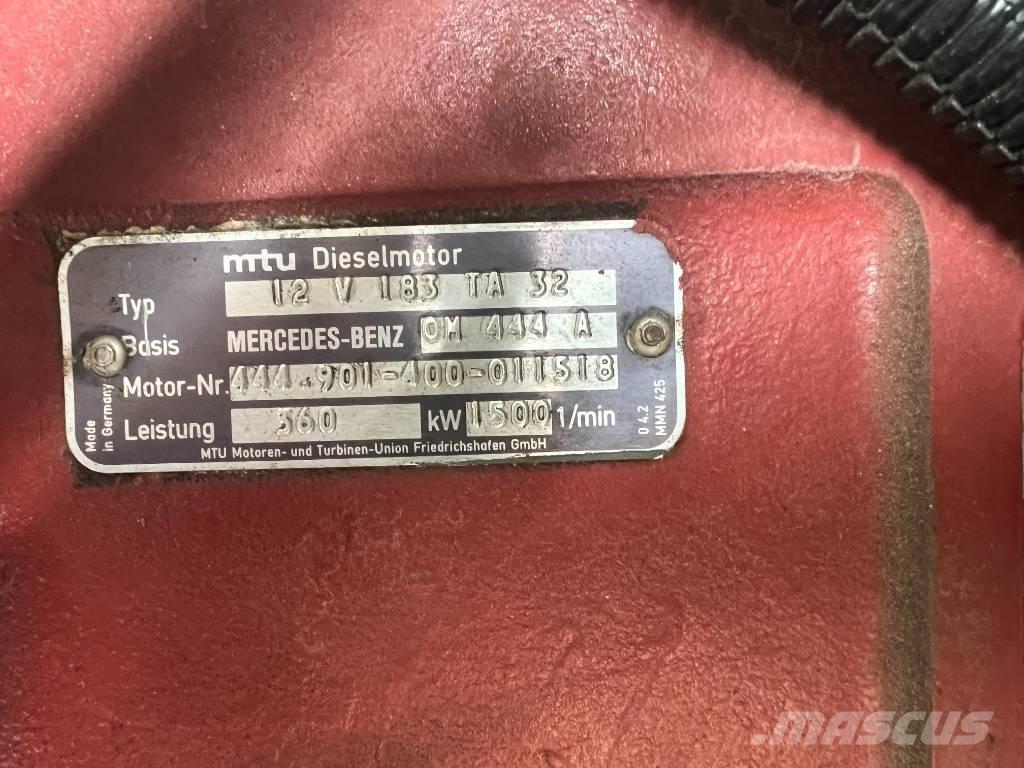 mtu Dieselmotor
Typ 12 V 183 TA 32
Basis MERCEDES-BENZ OM 444 A
Motor-Nr. 444.901-400-011518
Leistung 360 kW 1500 1/min
MTU Motoren- und Turbinen-Union Friedrichshafen GmbH
Made
in Germany
0 4.2
MMN 425
MASCUS